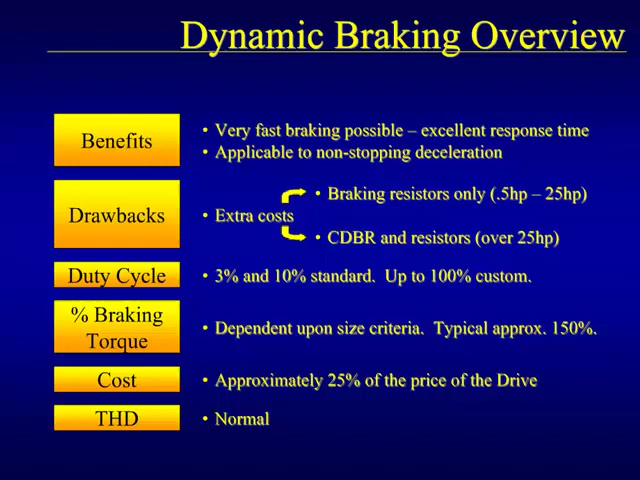 Dynamic Braking Overview
Benefits
• Very fast braking possible – excellent response time
• Applicable to non-stopping deceleration
Drawbacks
• Extra costs
• Braking resistors only (.5hp – 25hp)
• CDBR and resistors (over 25hp)
Duty Cycle
• 3% and 10% standard.  Up to 100% custom.
% Braking
Torque
• Dependent upon size criteria.  Typical approx. 150%.
Cost
• Approximately 25% of the price of the Drive
THD
• Normal